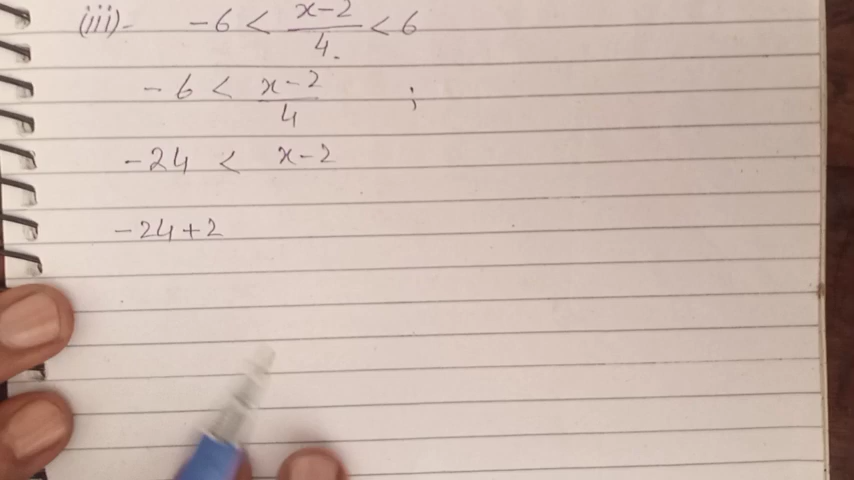 (iii)- -6 < x-2/4. < 6
-6 < x-2/4 ;
-24 < x-2
-24+2